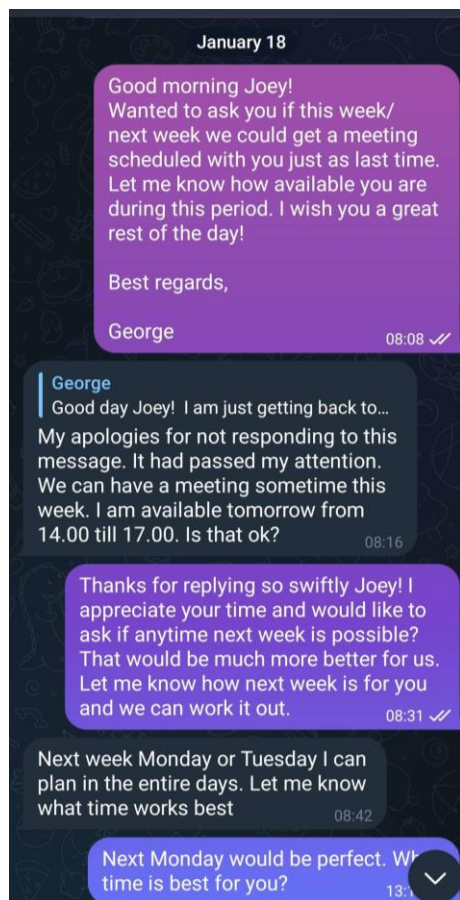 January 18
Good morning Joey!
Wanted to ask you if this week/
next week we could get a meeting
scheduled with you just as last time.
Let me know how available you are
during this period. I wish you a great
rest of the day!
Best regards,
George
08:08
George
Good day Joey! I am just getting back to...
My apologies for not responding to this
message. It had passed my attention.
We can have a meeting sometime this
week. I am available tomorrow from
14.00 till 17.00. Is that ok?
08:16
Thanks for replying so swiftly Joey! I
appreciate your time and would like to
ask if anytime next week is possible?
That would be much more better for us.
Let me know how next week is for you
and we can work it out.
08:31
Next week Monday or Tuesday I can
plan in the entire days. Let me know
what time works best
08:42
Next Monday would be perfect.
time is best for you?